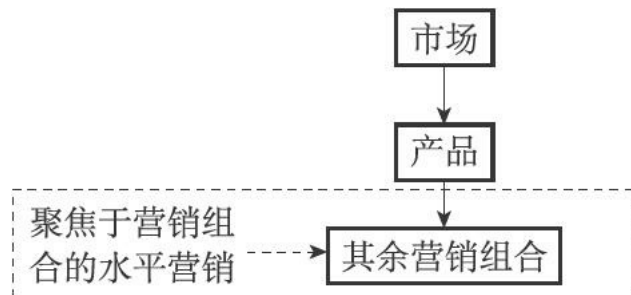 市场
产品
聚焦于营销组
合的水平营销
其余营销组合